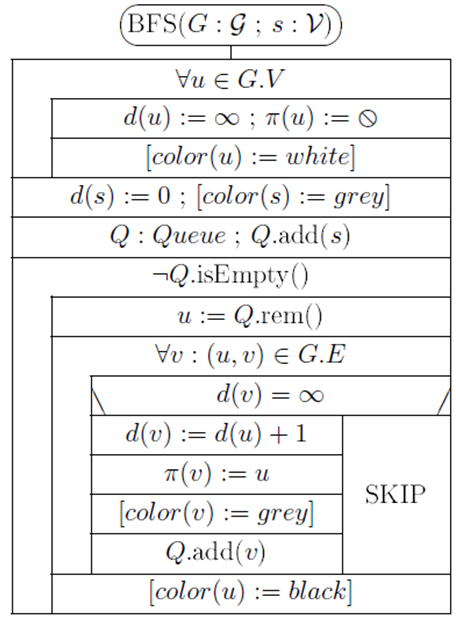 BFS(G : 𝒢 ; s : 𝒱)
∀u ∈ G.V
d(u) := ∞ ; π(u) := ⦸
[color(u) := white]
d(s) := 0 ; [color(s) := grey]
Q : Queue ; Q.add(s)
¬Q.isEmpty()
u := Q.rem()
∀v : (u, v) ∈ G.E
d(v) = ∞
d(v) := d(u) + 1
π(v) := u
[color(v) := grey]
Q.add(v)
SKIP
[color(u) := black]